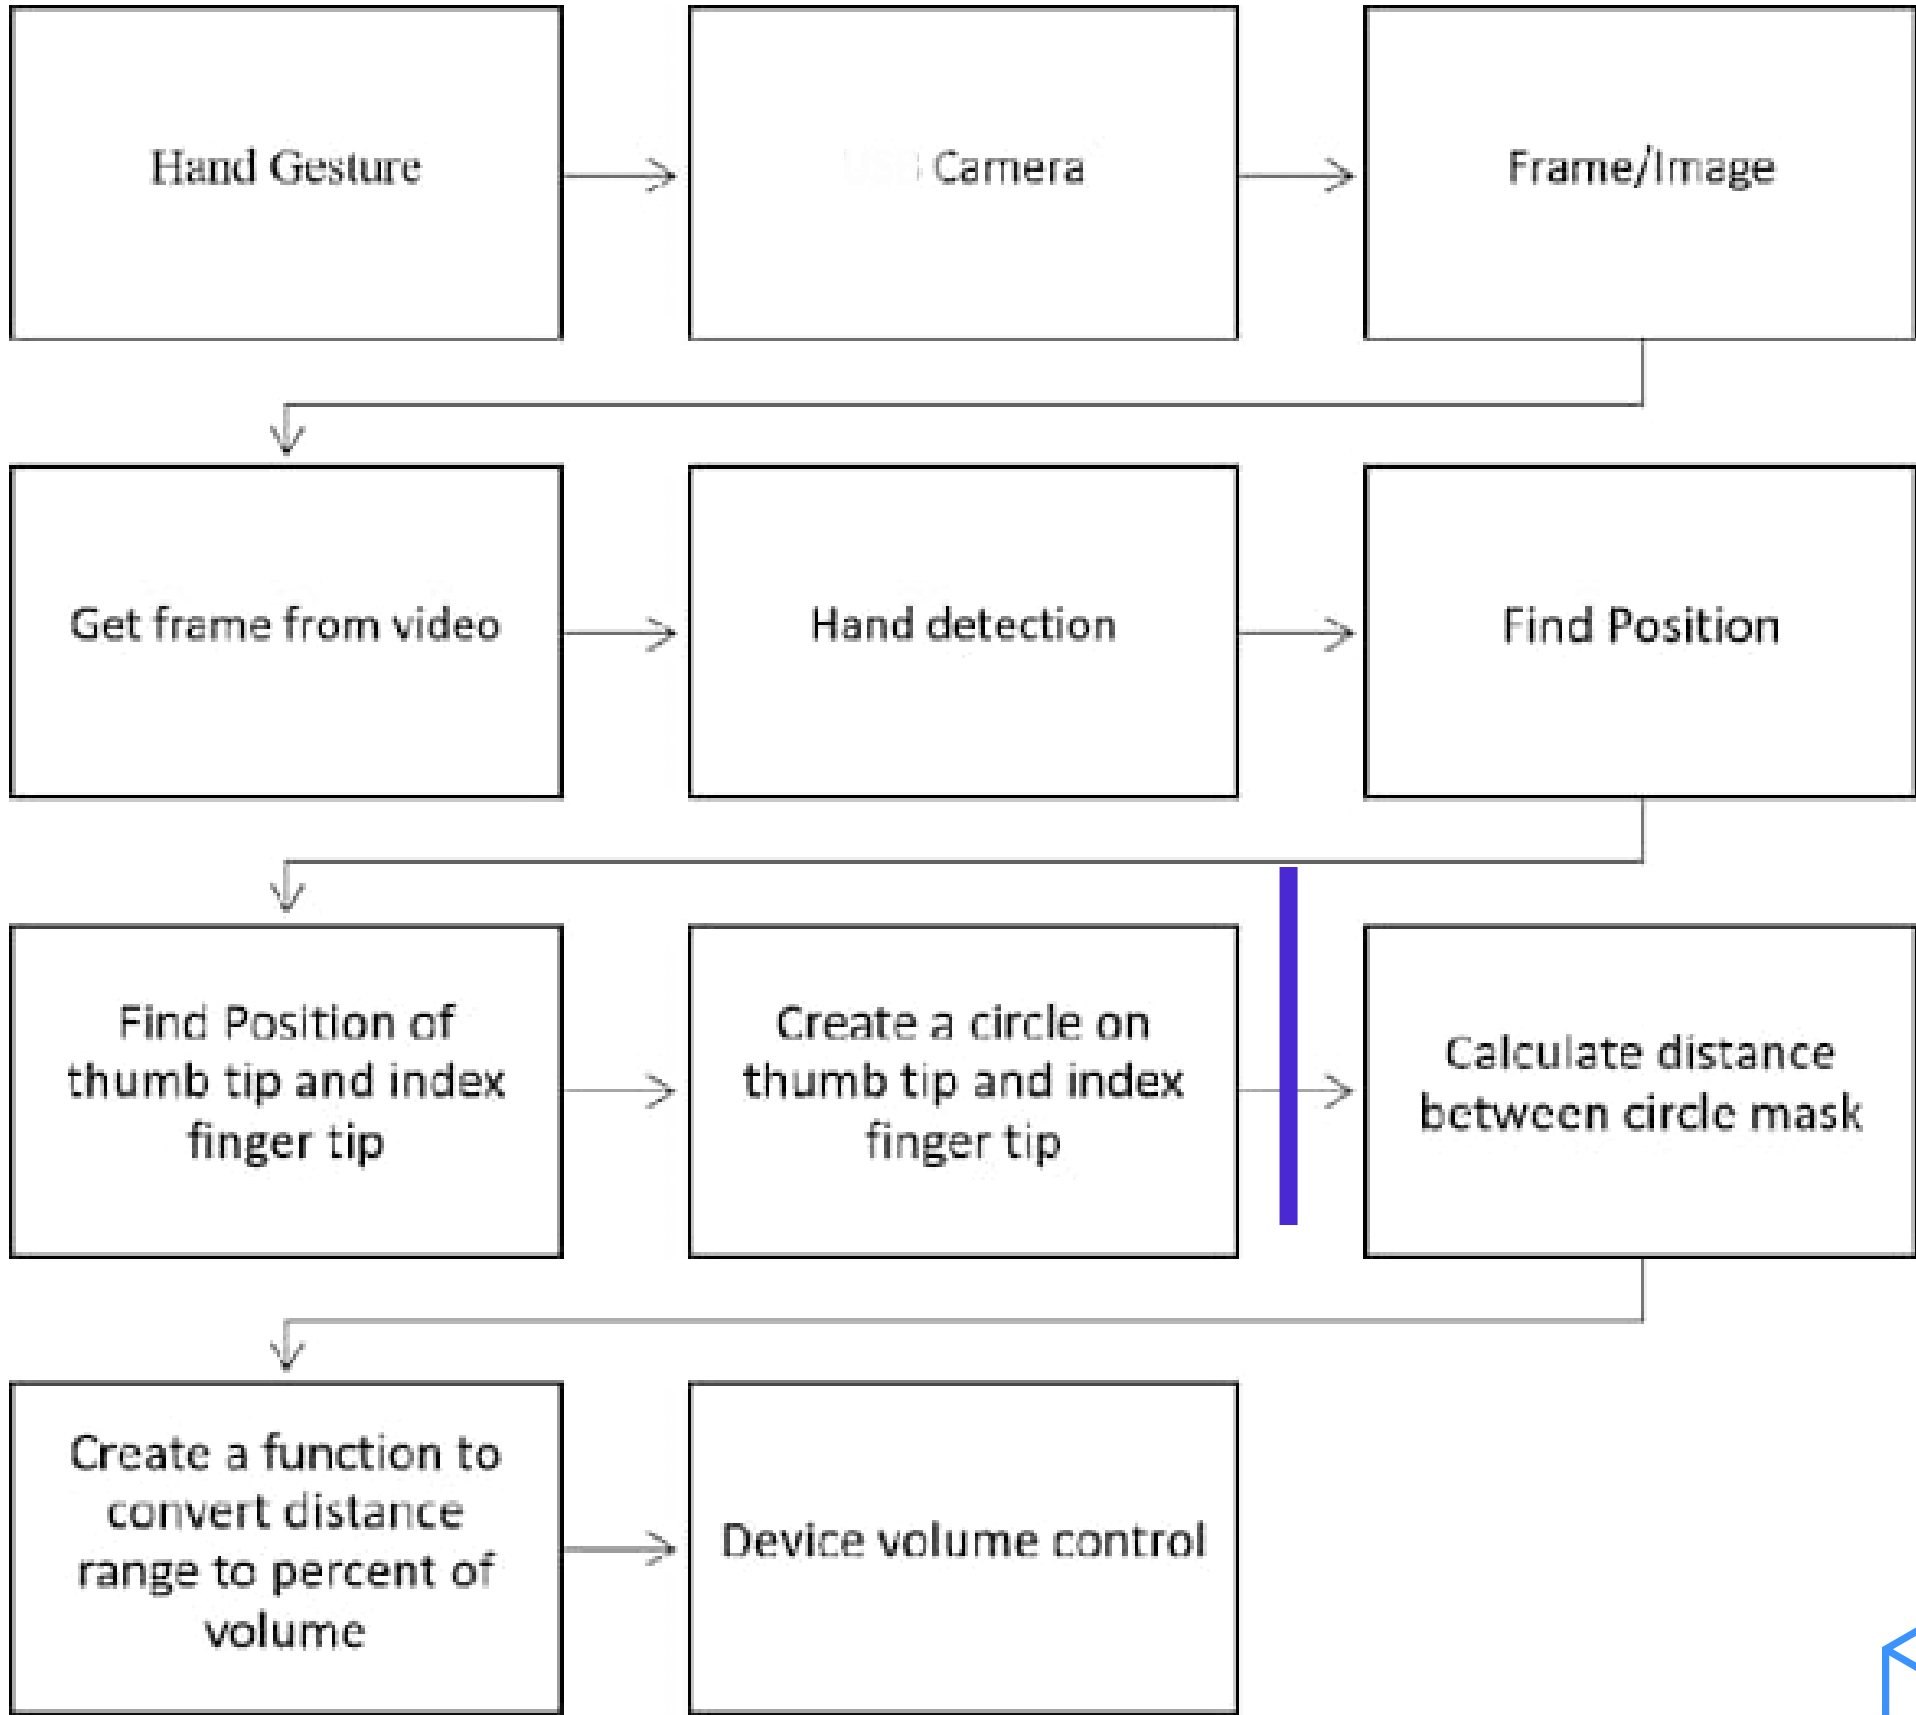 Hand Gesture
Camera
Frame/Image
Get frame from video
Hand detection
Find Position
Find Position of
thumb tip and index
finger tip
Create a circle on
thumb tip and index
finger tip
Calculate distance
between circle mask
Create a function to
convert distance
range to percent of
volume
Device volume control